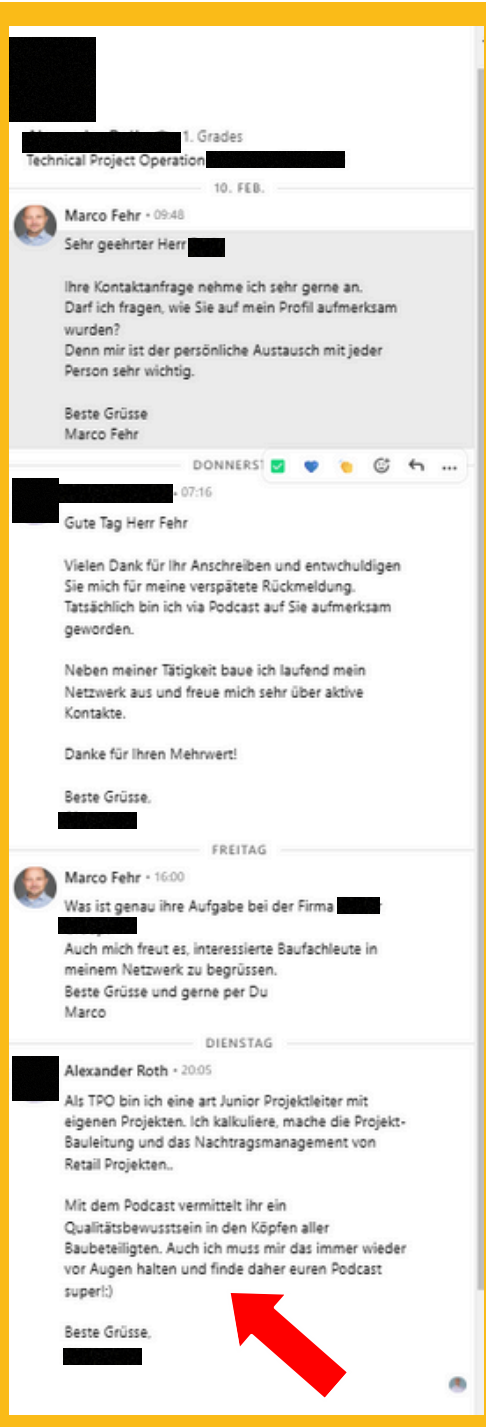 1. Grades
Technical Project Operation
10. FEB.
Marco Fehr • 09:48
Sehr geehrter Herr
Ihre Kontaktanfrage nehme ich sehr gerne an.
Darf ich fragen, wie Sie auf mein Profil aufmerksam
wurden?
Denn mir ist der persönliche Austausch mit jeder
Person sehr wichtig.
Beste Grüsse
Marco Fehr
DONNERST
• 07:16
Gute Tag Herr Fehr
Vielen Dank für Ihr Anschreiben und entwchuldigen
Sie mich für meine verspätete Rückmeldung.
Tatsächlich bin ich via Podcast auf Sie aufmerksam
geworden.
Neben meiner Tätigkeit baue ich laufend mein
Netzwerk aus und freue mich sehr über aktive
Kontakte.
Danke für Ihren Mehrwert!
Beste Grüsse,
FREITAG
Marco Fehr • 16:00
Was ist genau ihre Aufgabe bei der Firma
Auch mich freut es, interessierte Baufachleute in
meinem Netzwerk zu begrüssen.
Beste Grüsse und gerne per Du
Marco
DIENSTAG
Alexander Roth • 20:05
Als TPO bin ich eine art Junior Projektleiter mit
eigenen Projekten. Ich kalkuliere, mache die Projekt-
Bauleitung und das Nachtragsmanagement von
Retail Projekten..
Mit dem Podcast vermittelt ihr ein
Qualitätsbewusstsein in den Köpfen aller
Baubeteiligten. Auch ich muss mir das immer wieder
vor Augen halten und finde daher euren Podcast
super!:)
Beste Grüsse,